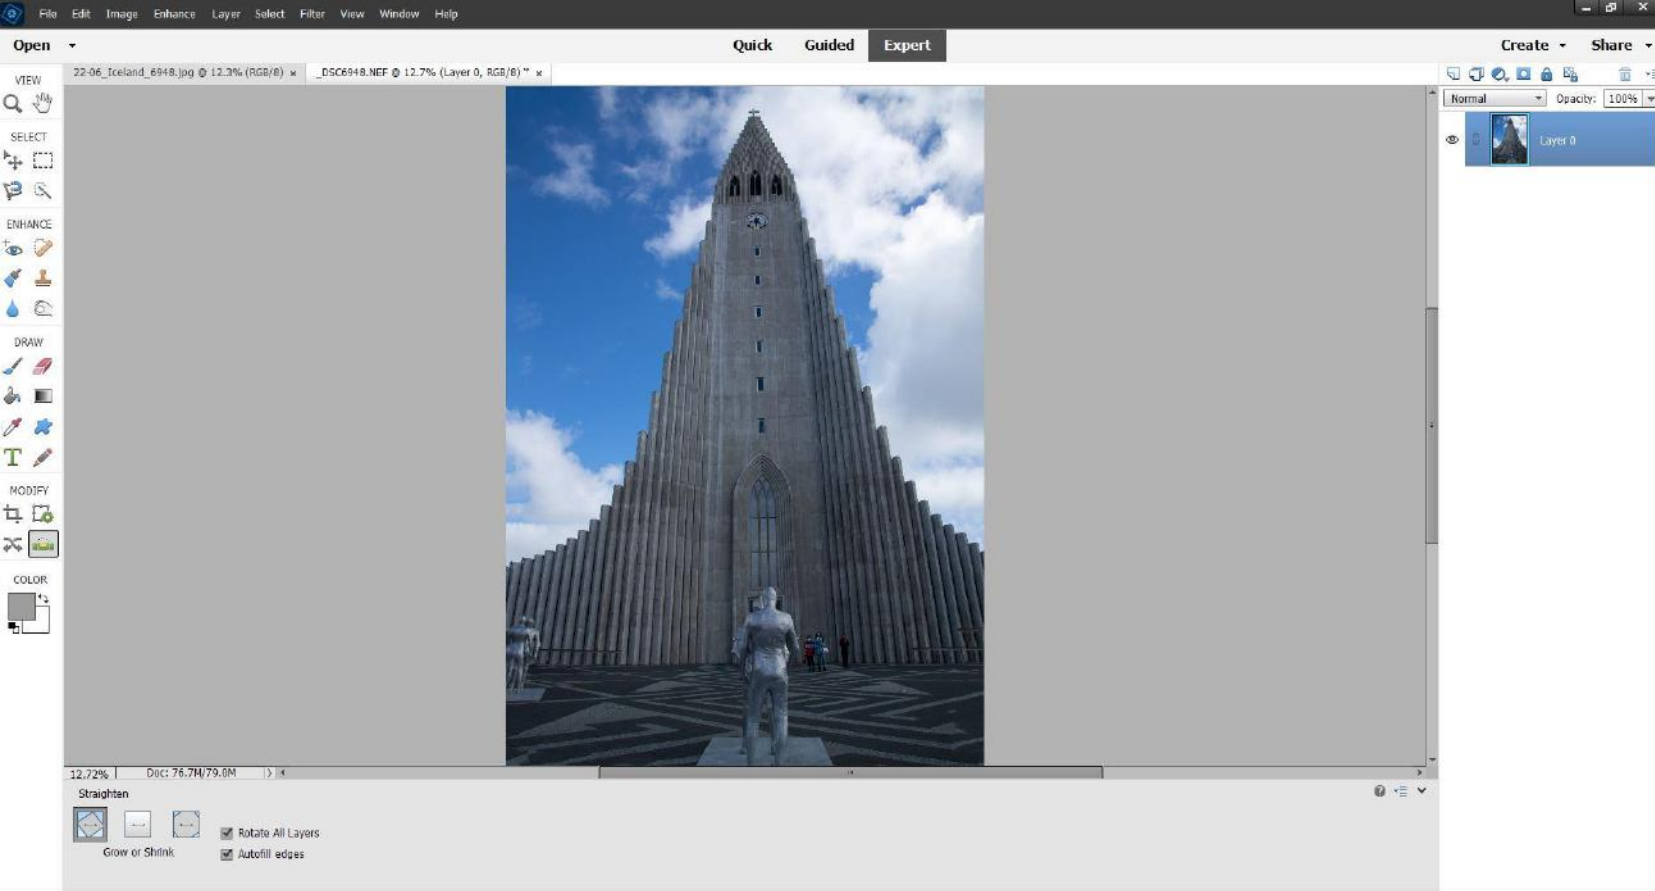 File Edit Image Enhance Layer Select Filter View Window Help
Open Quick Guided Expert Create Share
22-06_Iceland_6948.jpg @ 12.3% (RGB/8) × _DSC6948.NEF @ 12.7% (Layer 0, RGB/8) * ×
VIEW
Normal Opacity: 100%
SELECT
Layer 0
ENHANCE
DRAW
T
MODIFY
COLOR
12.72% Doc: 76.7M/79.0M
Straighten
Rotate All Layers
Grow or Shrink Autofill edges